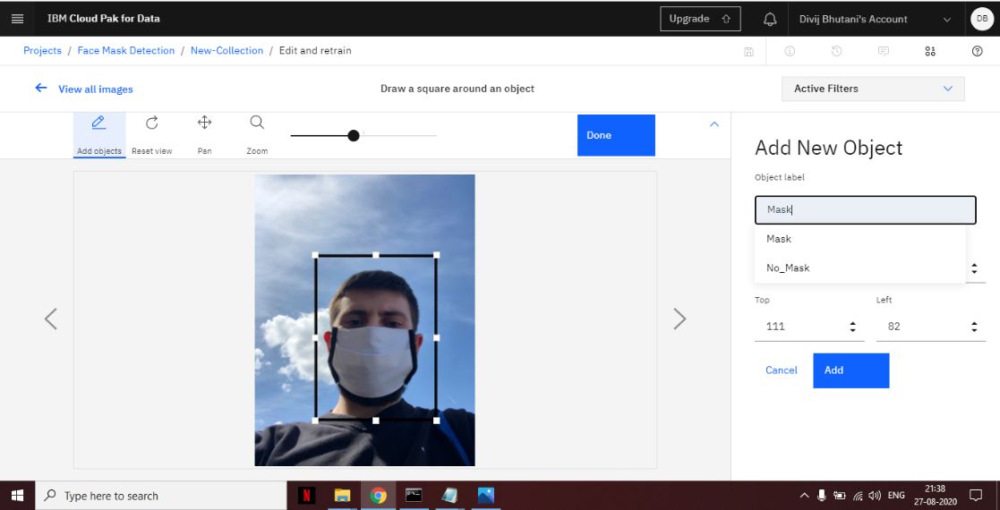 IBM Cloud Pak for Data
Upgrade
Divij Bhutani's Account
DB
Projects / Face Mask Detection / New-Collection / Edit and retrain
View all images
Draw a square around an object
Active Filters
Add objects
Reset view
Pan
Zoom
Done
Add New Object
Object label
Mask
Mask
No_Mask
Top
Left
111
82
Cancel
Add
Type here to search
N
ENG
21:38
27-08-2020